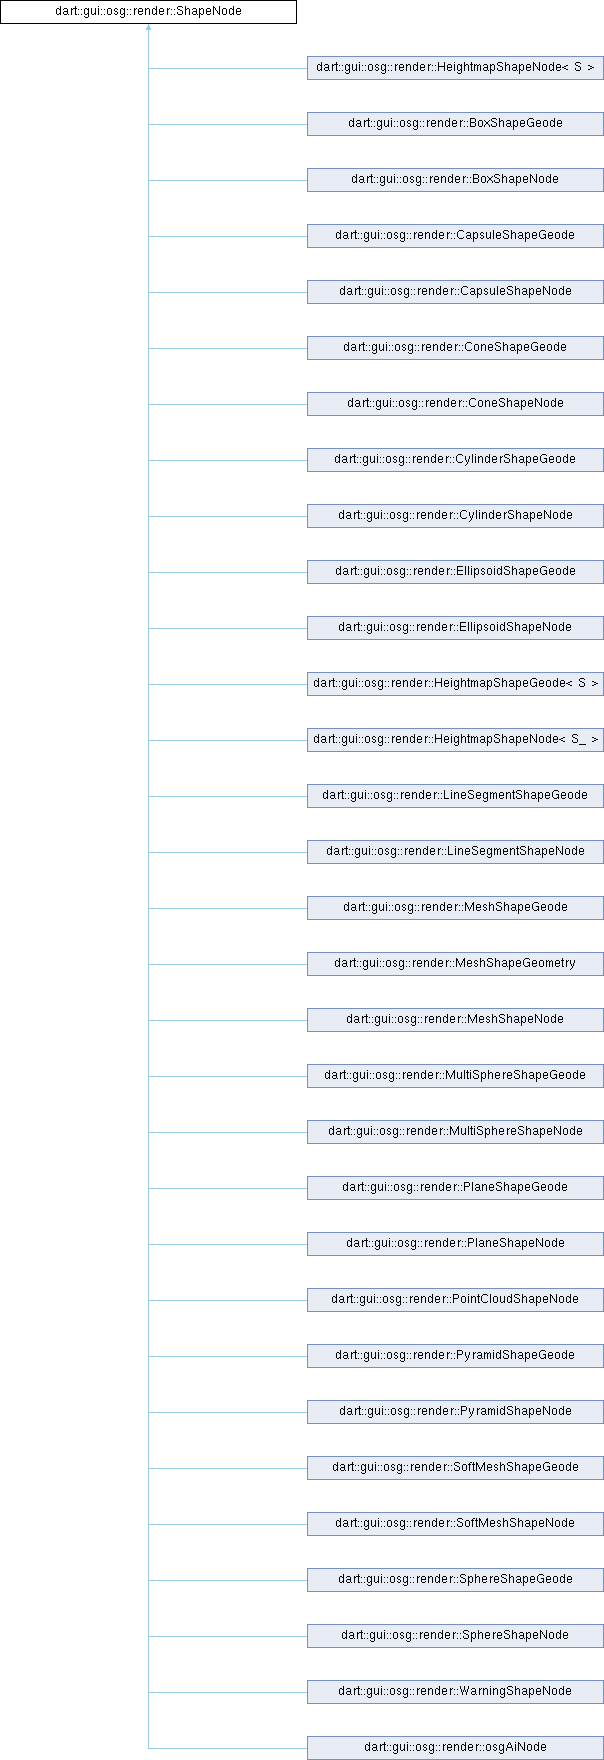 dart::gui::osg::render::ShapeNode
dart::gui::osg::render::HeightmapShapeNode< S >
dart::gui::osg::render::BoxShapeGeode
dart::gui::osg::render::BoxShapeNode
dart::gui::osg::render::CapsuleShapeGeode
dart::gui::osg::render::CapsuleShapeNode
dart::gui::osg::render::ConeShapeGeode
dart::gui::osg::render::ConeShapeNode
dart::gui::osg::render::CylinderShapeGeode
dart::gui::osg::render::CylinderShapeNode
dart::gui::osg::render::EllipsoidShapeGeode
dart::gui::osg::render::EllipsoidShapeNode
dart::gui::osg::render::HeightmapShapeGeode< S >
dart::gui::osg::render::HeightmapShapeNode< S_ >
dart::gui::osg::render::LineSegmentShapeGeode
dart::gui::osg::render::LineSegmentShapeNode
dart::gui::osg::render::MeshShapeGeode
dart::gui::osg::render::MeshShapeGeometry
dart::gui::osg::render::MeshShapeNode
dart::gui::osg::render::MultiSphereShapeGeode
dart::gui::osg::render::MultiSphereShapeNode
dart::gui::osg::render::PlaneShapeGeode
dart::gui::osg::render::PlaneShapeNode
dart::gui::osg::render::PointCloudShapeNode
dart::gui::osg::render::PyramidShapeGeode
dart::gui::osg::render::PyramidShapeNode
dart::gui::osg::render::SoftMeshShapeGeode
dart::gui::osg::render::SoftMeshShapeNode
dart::gui::osg::render::SphereShapeGeode
dart::gui::osg::render::SphereShapeNode
dart::gui::osg::render::WarningShapeNode
dart::gui::osg::render::osgAiNode